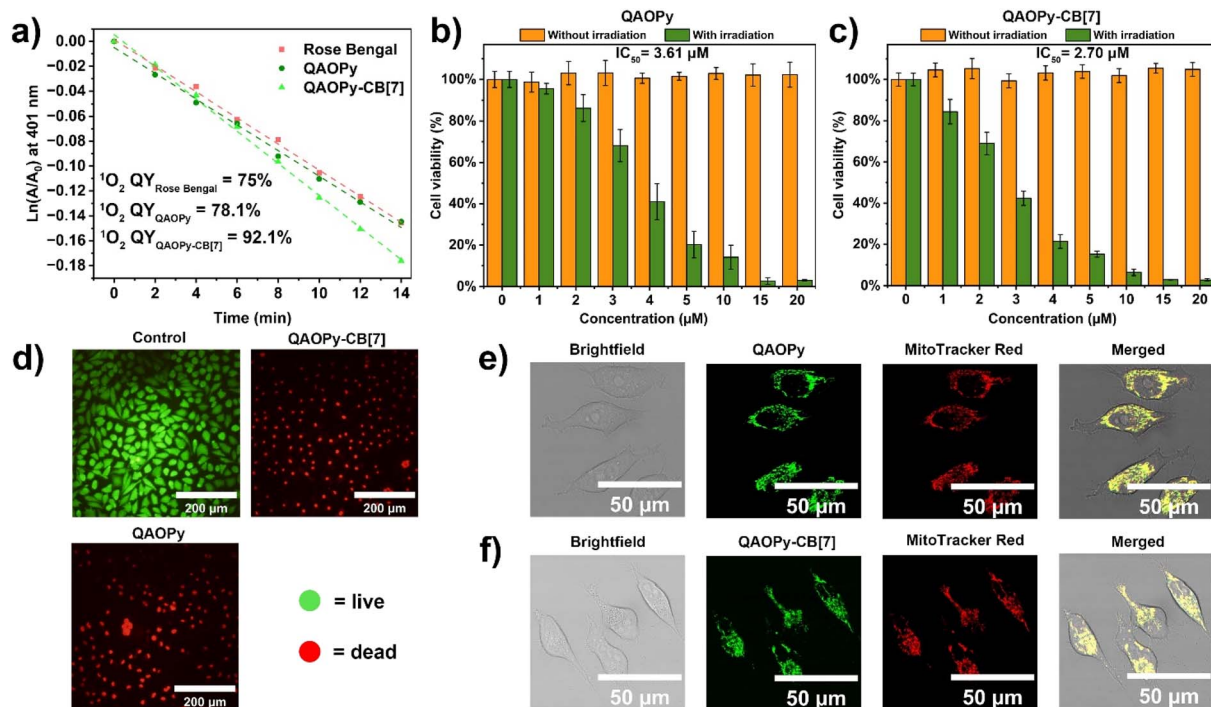 a)
0.00
-0.02
-0.04
-0.06
-0.08
-0.10
-0.12
-0.14
-0.16
-0.18
Ln(A/A₀) at 401 nm
Rose Bengal
QAOPy
QAOPy-CB[7]
¹O₂ QY Rose Bengal = 75%
¹O₂ QY QAOPy = 78.1%
¹O₂ QY QAOPy-CB[7] = 92.1%
0 2 4 6 8 10 12 14
Time (min)
b)
QAOPy
Without irradiation With irradiation
IC₅₀ = 3.61 µM
100%
80%
60%
40%
20%
0%
Cell viability (%)
0 1 2 3 4 5 10 15 20
Concentration (µM)
c)
QAOPy-CB[7]
Without irradiation With irradiation
IC₅₀ = 2.70 µM
100%
80%
60%
40%
20%
0%
Cell viability (%)
0 1 2 3 4 5 10 15 20
Concentration (µM)
d)
Control
200 µm
QAOPy-CB[7]
200 µm
QAOPy
200 µm
= live
= dead
e)
Brightfield QAOPy MitoTracker Red Merged
50 µm 50 µm 50 µm 50 µm
f)
Brightfield QAOPy-CB[7] MitoTracker Red Merged
50 µm 50 µm 50 µm 50 µm